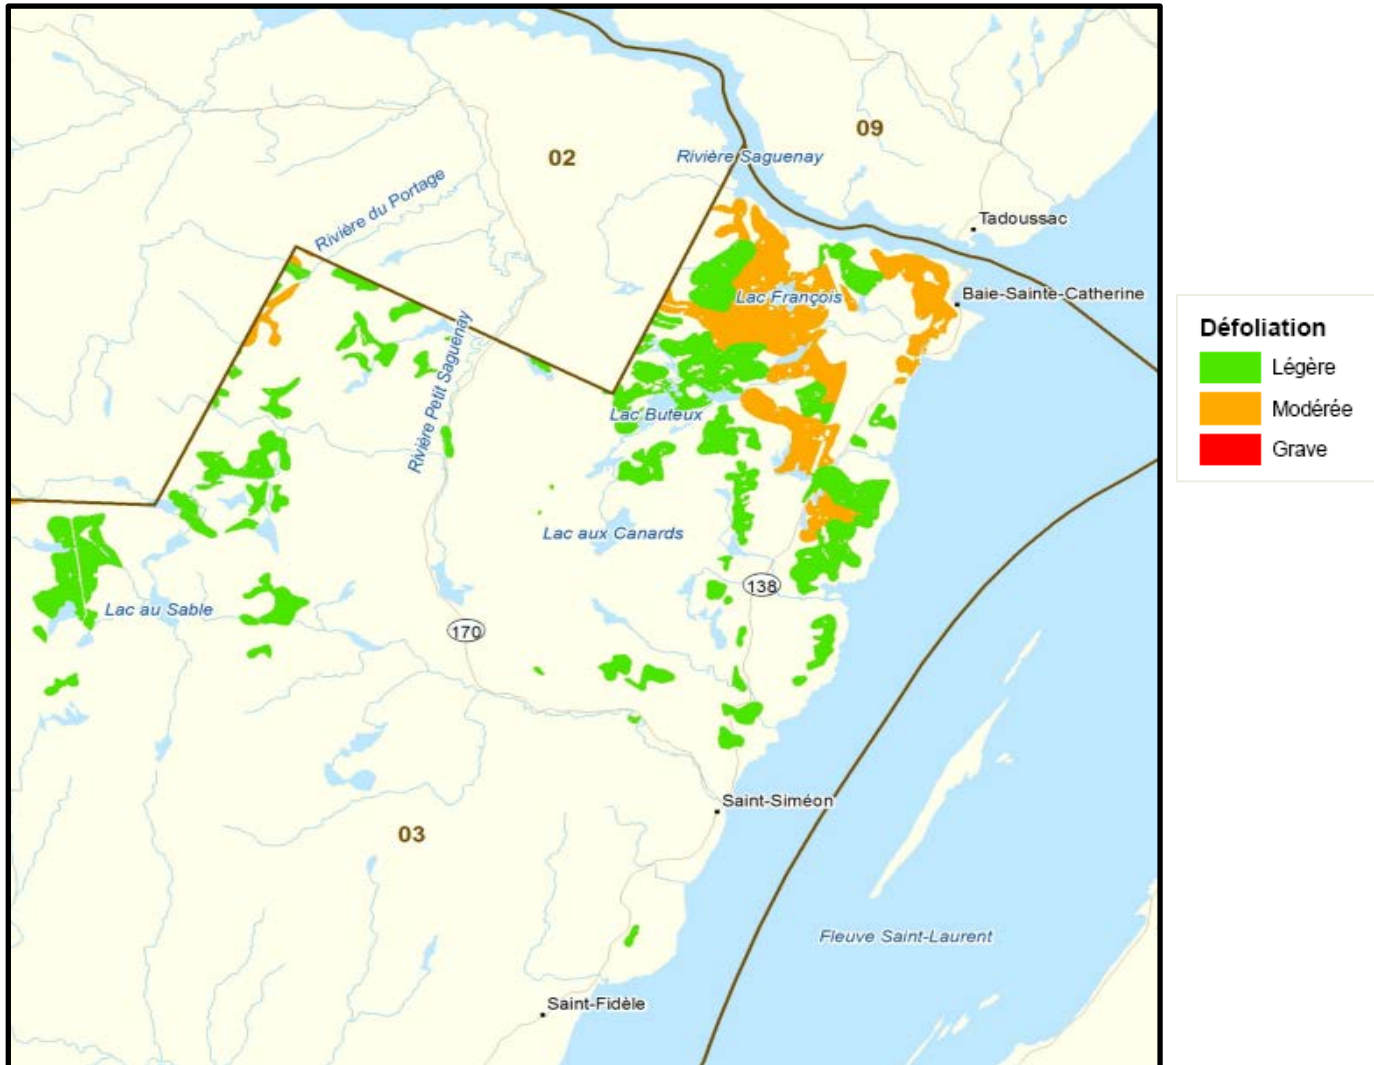 09
02
Rivière Saguenay
Rivière du Portage
Tadoussac
Lac François
Baie-Sainte-Catherine
Défoliation
Légère
Modérée
Grave
Rivière Petit Saguenay
Lac Buteux
Lac aux Canards
138
Lac au Sable
170
Saint-Siméon
03
Fleuve Saint-Laurent
Saint-Fidèle